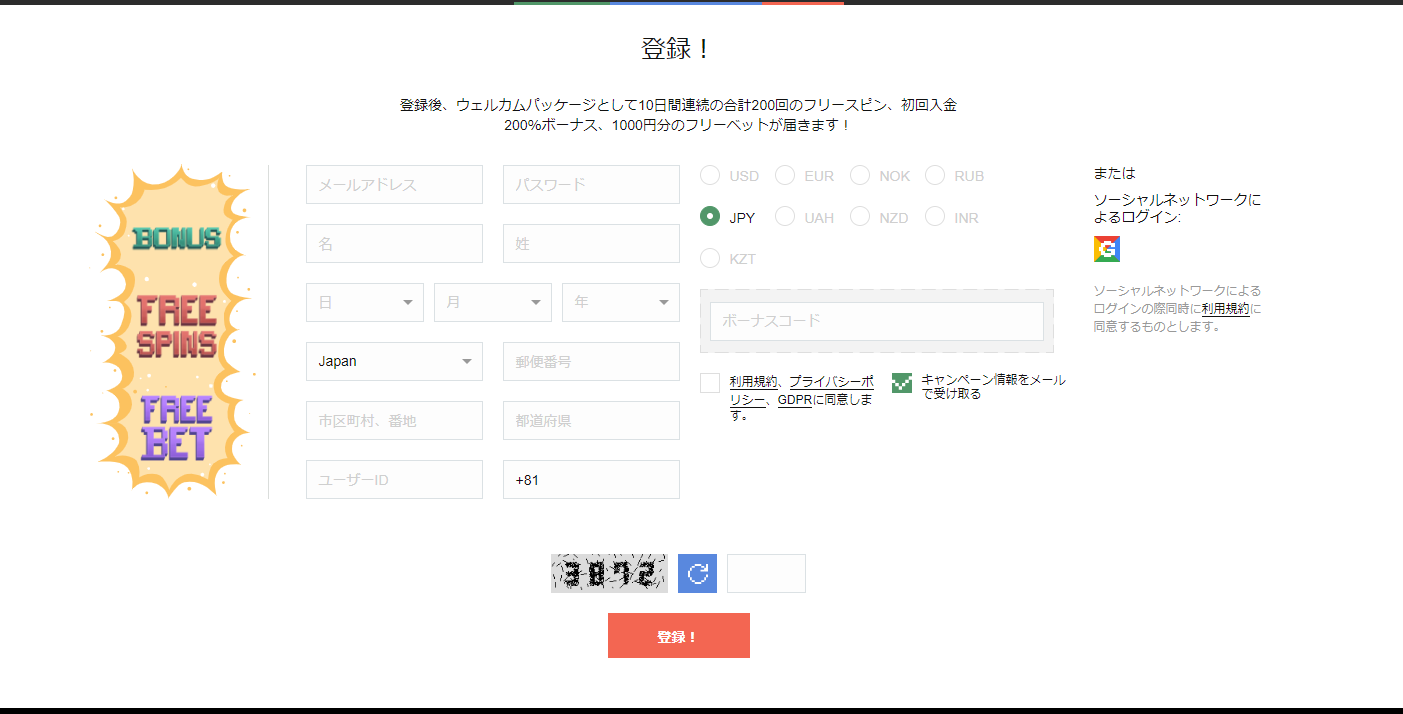 登録！
登録後、ウェルカムパッケージとして10日間連続の合計200回のフリースピン、初回入金
200%ボーナス、1000円分のフリーベットが届きます！
BONUS
FREE
SPINS
FREE
BET
メールアドレス
パスワード
名
姓
日
月
年
Japan
郵便番号
市区町村、番地
都道府県
ユーザーID
+81
USD
EUR
NOK
RUB
JPY
UAH
NZD
INR
KZT
ボーナスコード
利用規約、プライバシーポ
リシー、GDPRに同意しま
す。
キャンペーン情報をメール
で受け取る
または
ソーシャルネットワークに
よるログイン:
G
ソーシャルネットワークによる
ログインの際同時に利用規約に
同意するものとします。
3872
登録！